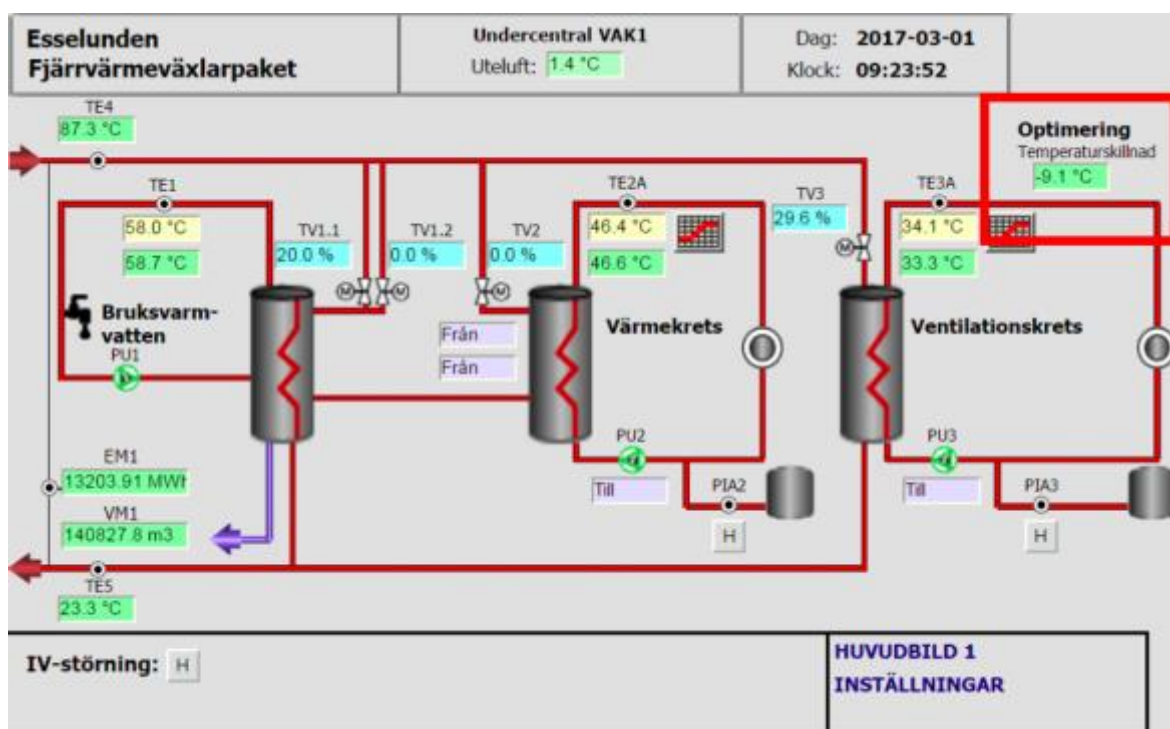 Esselunden
Fjärrvärmeväxlarpaket
Undercentral VAK1
Uteluft: 1.4 °C
Dag: 2017-03-01
Klock: 09:23:52
TE4
87.3 °C
Optimering
Temperaturskillnad
-9.1 °C
TE1
58.0 °C
58.7 °C
TV1.1
20.0 %
TV1.2
0.0 %
TV2
0.0 %
TE2A
46.4 °C
46.6 °C
TV3
29.6 %
TE3A
34.1 °C
33.3 °C
M
M
M
M
Bruksvarm-
vatten
PU1
Från
Från
Värmekrets
Ventilationskrets
EM1
13203.91 MWh
VM1
140827.8 m3
PU2
Till
PIA2
H
PU3
Till
PIA3
H
TE5
23.3 °C
IV-störning: H
HUVUDBILD 1
INSTÄLLNINGAR